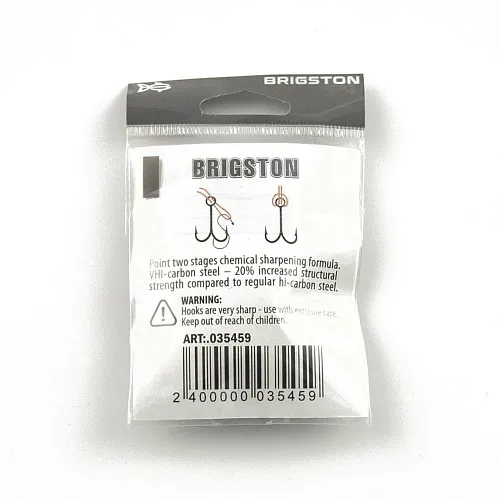 BRIGSTON
BRIGSTON
Point two stages chemical sharpening formula.
VHI-carbon steel – 20% increased structural
strength compared to regular hi-carbon steel.
WARNING:
Hooks are very sharp - use with extreme care.
Keep out of reach of children.
ART:.035459
2 400000 035459